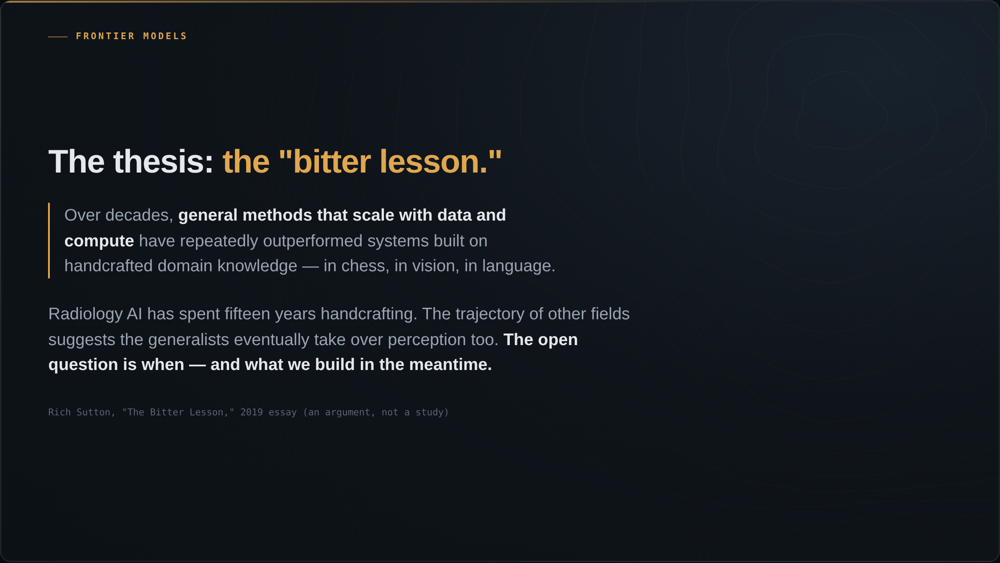 FRONTIER MODELS
The thesis: the "bitter lesson."
Over decades, general methods that scale with data and
compute have repeatedly outperformed systems built on
handcrafted domain knowledge — in chess, in vision, in language.
Radiology AI has spent fifteen years handcrafting. The trajectory of other fields
suggests the generalists eventually take over perception too. The open
question is when — and what we build in the meantime.
Rich Sutton, "The Bitter Lesson," 2019 essay (an argument, not a study)